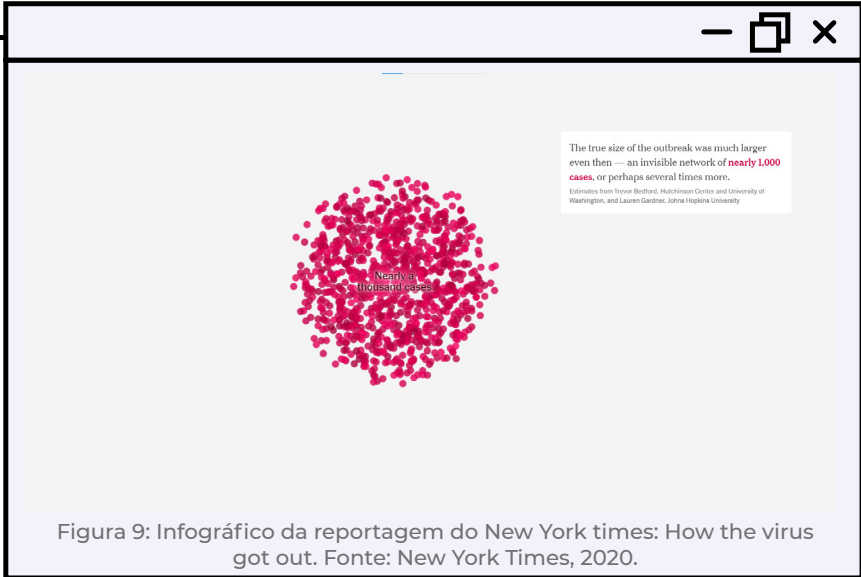 The true size of the outbreak was much larger
even then — an invisible network of nearly 1,000
cases, or perhaps several times more.
Estimates from Trevor Bedford, Hutchinson Center and University of
Washington, and Lauren Gardner, Johns Hopkins University
Nearly a
thousand cases
Figura 9: Infográfico da reportagem do New York times: How the virus
got out. Fonte: New York Times, 2020.